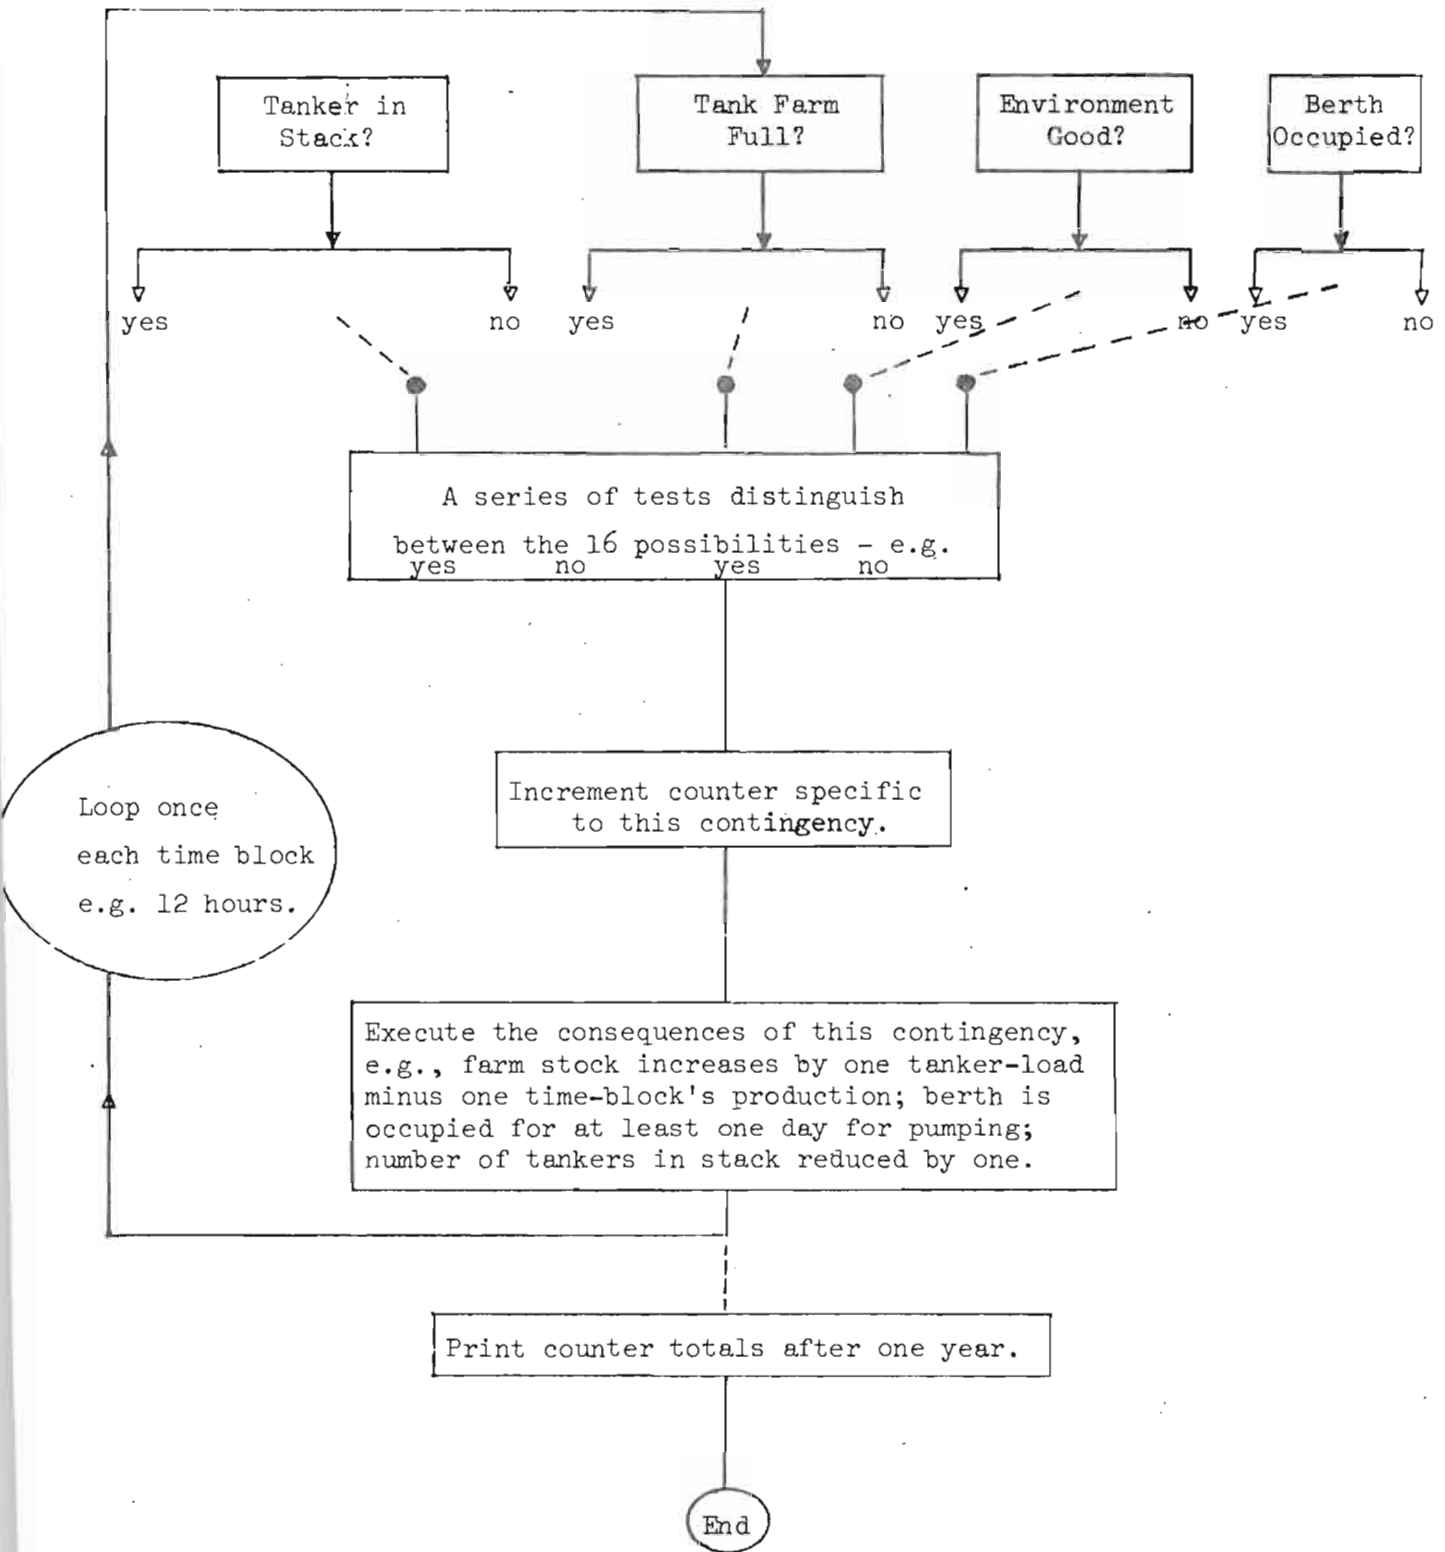 Tanker in
Stack?
Tank Farm
Full?
Environment
Good?
Berth
Occupied?
yes no yes no yes no yes no
A series of tests distinguish
between the 16 possibilities - e.g.
yes no yes no
Increment counter specific
to this contingency.
Loop once
each time block
e.g. 12 hours.
Execute the consequences of this contingency,
e.g., farm stock increases by one tanker-load
minus one time-block's production; berth is
occupied for at least one day for pumping;
number of tankers in stack reduced by one.
Print counter totals after one year.
End